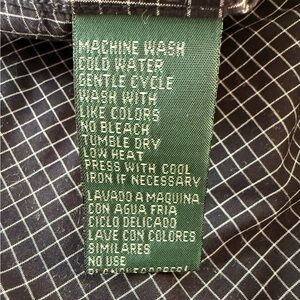 MACHINE WASH
COLD WATER
GENTLE CYCLE
WASH WITH
LIKE COLORS
NO BLEACH
TUMBLE DRY
LOW HEAT
PRESS WITH COOL
IRON IF NECESSARY
LAVADO A MAQUINA
CON AGUA FRIA
CICLO DELICADO
LAVE CON COLORES
SIMILARES
NO USE